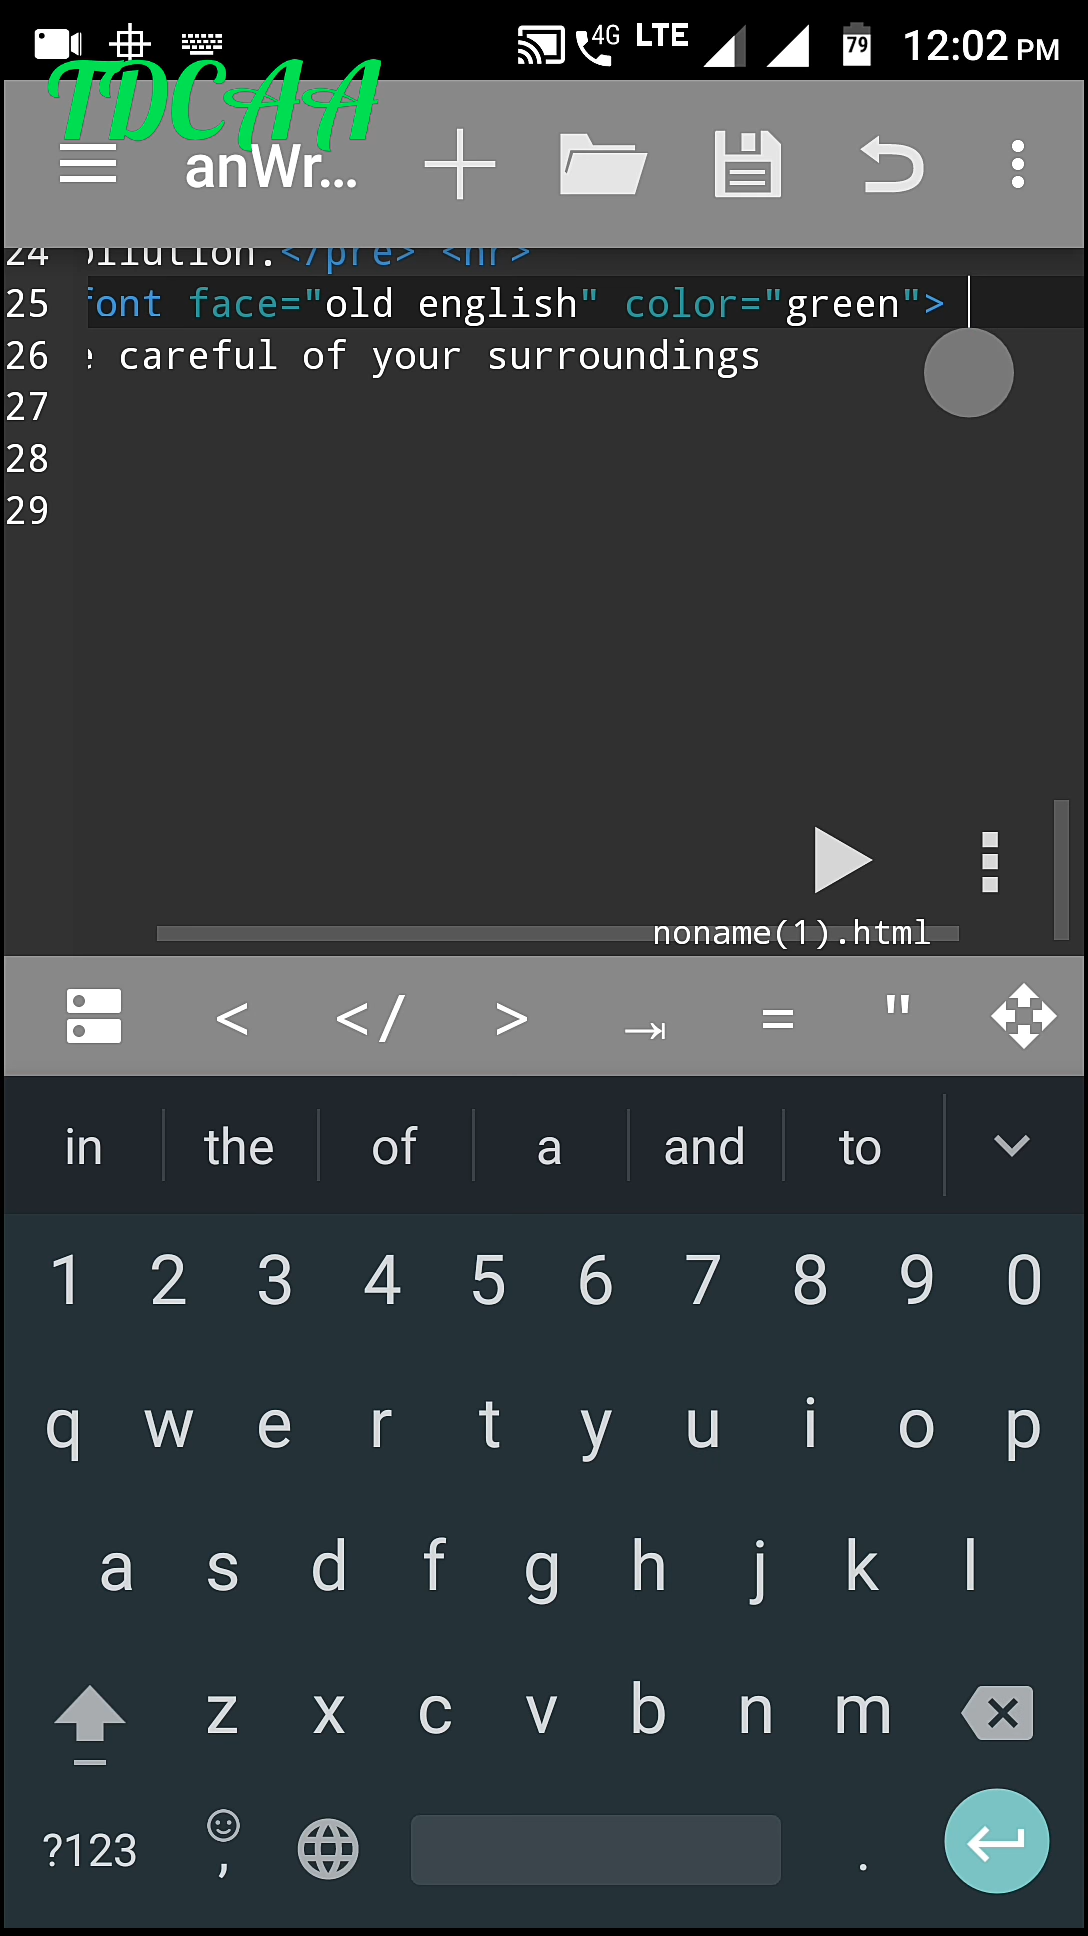 4G LTE 79 12:02 PM
TDCAA
anWr...
24 ollution.</pre> <hr>
25 font face="old english" color="green">
26 e careful of your surroundings
27
28
29
noname(1).html
< </ > →| = "
in the of a and to
1 2 3 4 5 6 7 8 9 0
q w e r t y u i o p
a s d f g h j k l
z x c v b n m
?123 , .